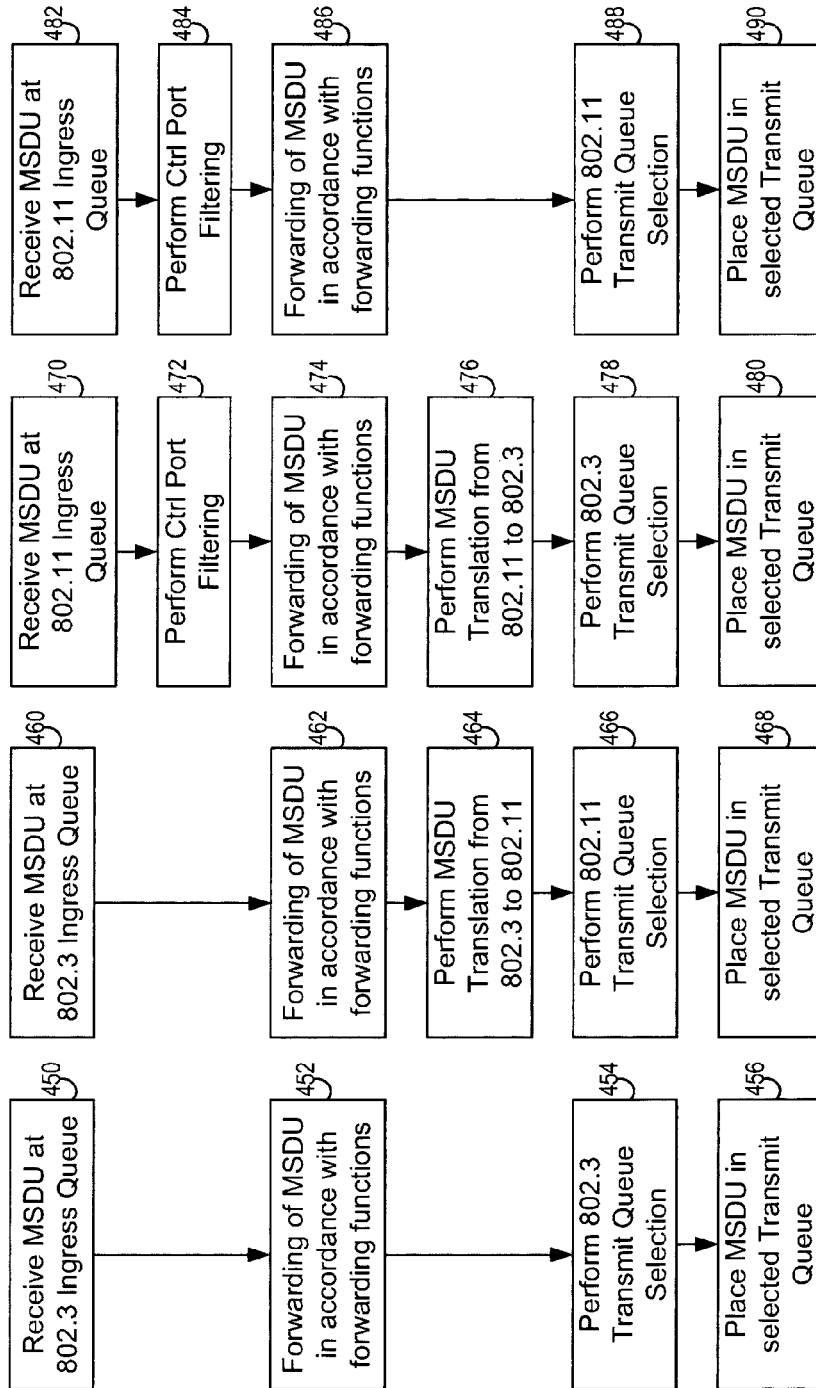 450
Receive MSDU at
802.3 Ingress Queue
452
Forwarding of MSDU
in accordance with
forwarding functions
454
Perform 802.3
Transmit Queue
Selection
456
Place MSDU in
selected Transmit
Queue
460
Receive MSDU at
802.3 Ingress Queue
462
Forwarding of MSDU
in accordance with
forwarding functions
464
Perform MSDU
Translation from
802.3 to 802.11
466
Perform 802.11
Transmit Queue
Selection
468
Place MSDU in
selected Transmit
Queue
470
Receive MSDU at
802.11 Ingress
Queue
472
Perform Ctrl Port
Filtering
474
Forwarding of MSDU
in accordance with
forwarding functions
476
Perform MSDU
Translation from
802.11 to 802.3
478
Perform 802.3
Transmit Queue
Selection
480
Place MSDU in
selected Transmit
Queue
482
Receive MSDU at
802.11 Ingress
Queue
484
Perform Ctrl Port
Filtering
486
Forwarding of MSDU
in accordance with
forwarding functions
488
Perform 802.11
Transmit Queue
Selection
490
Place MSDU in
selected Transmit
Queue